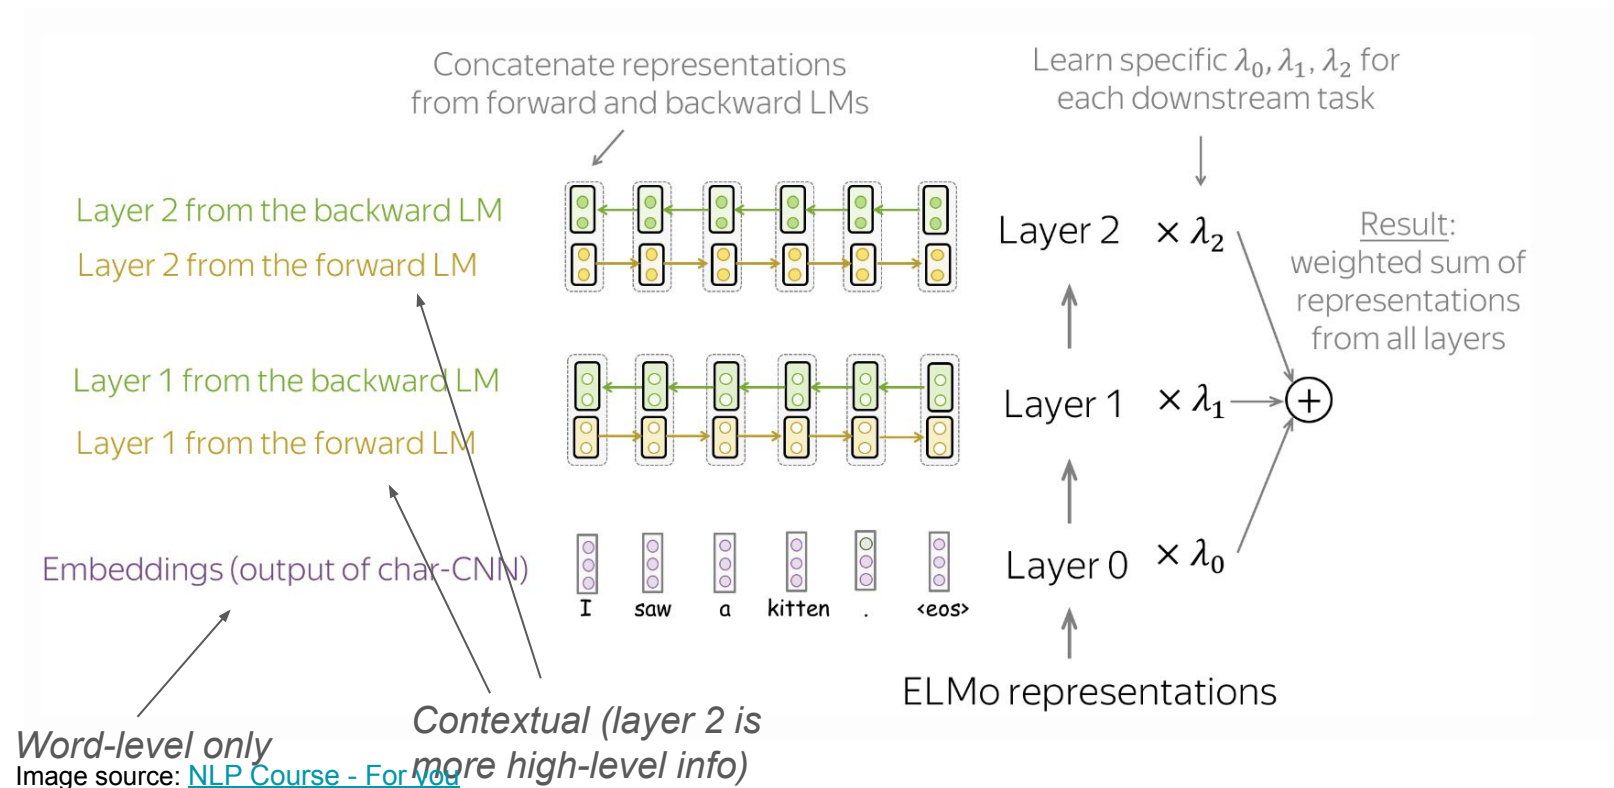 Concatenate representations
from forward and backward LMs
Learn specific λ₀, λ₁, λ₂ for
each downstream task
Layer 2 from the backward LM
Layer 2 from the forward LM
Layer 2 × λ₂
Result:
weighted sum of
representations
from all layers
Layer 1 from the backward LM
Layer 1 from the forward LM
Layer 1 × λ₁
+
Embeddings (output of char-CNN)
I saw a kitten . <eos>
Layer 0 × λ₀
ELMo representations
Word-level only
Contextual (layer 2 is
more high-level info)
Image source: NLP Course - For you